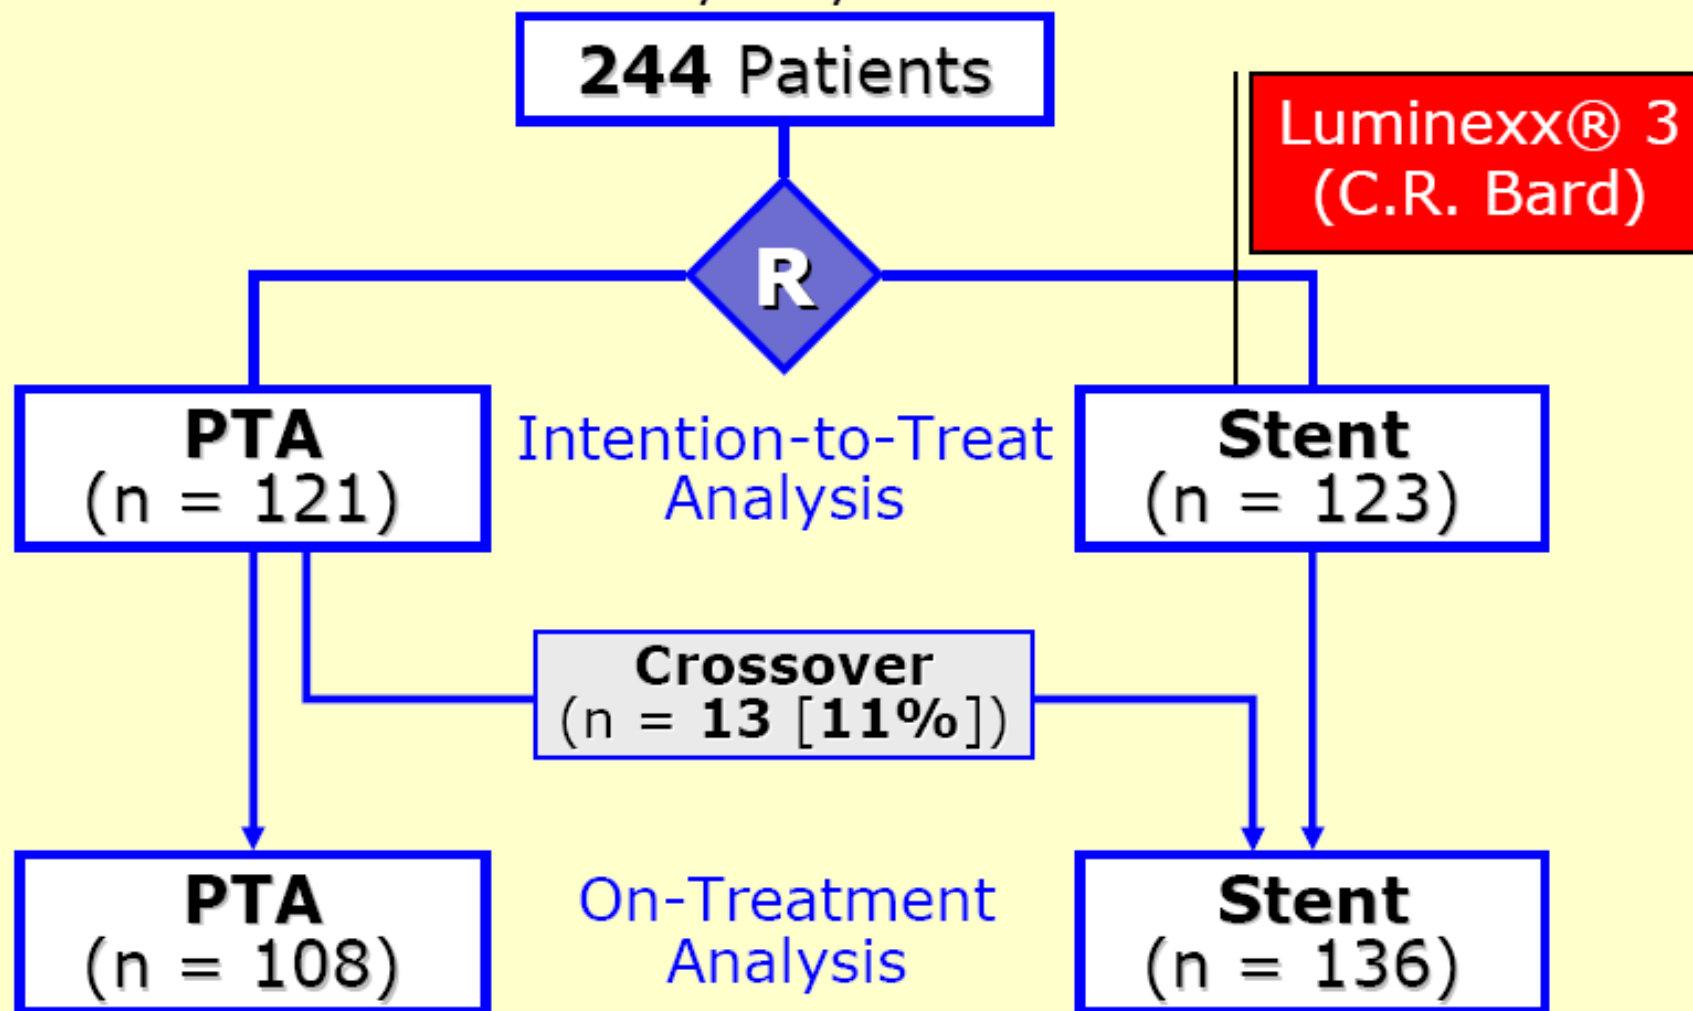 244 Patients
Luminexx® 3
(C.R. Bard)
R
PTA
(n = 121)
Intention-to-Treat
Analysis
Stent
(n = 123)
Crossover
(n = 13 [11%])
PTA
(n = 108)
On-Treatment
Analysis
Stent
(n = 136)